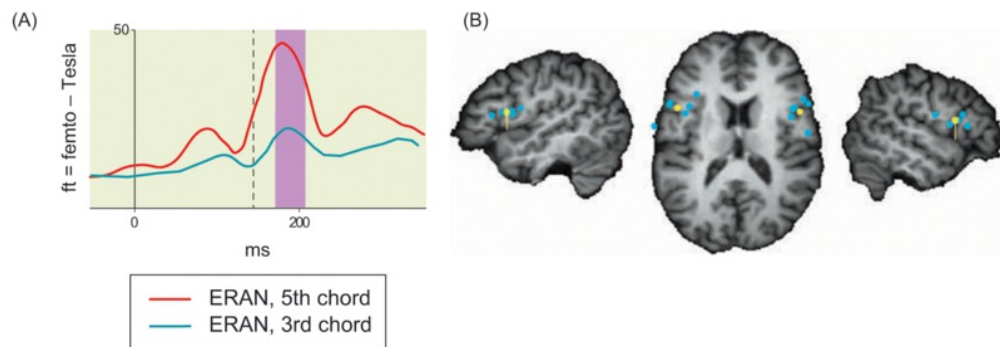 (A)
50
ft = femto – Tesla
0
200
ms
ERAN, 5th chord
ERAN, 3rd chord
(B)